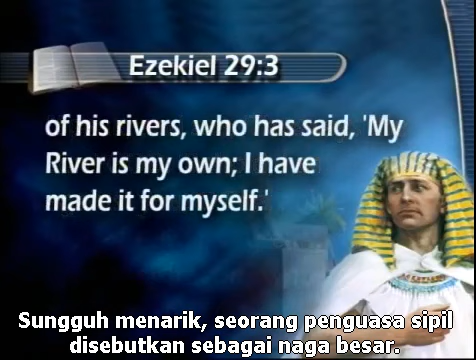 Ezekiel 29:3
of his rivers, who has said, 'My
River is my own; I have
made it for myself.'
Sungguh menarik, seorang penguasa sipil
disebutkan sebagai naga besar.